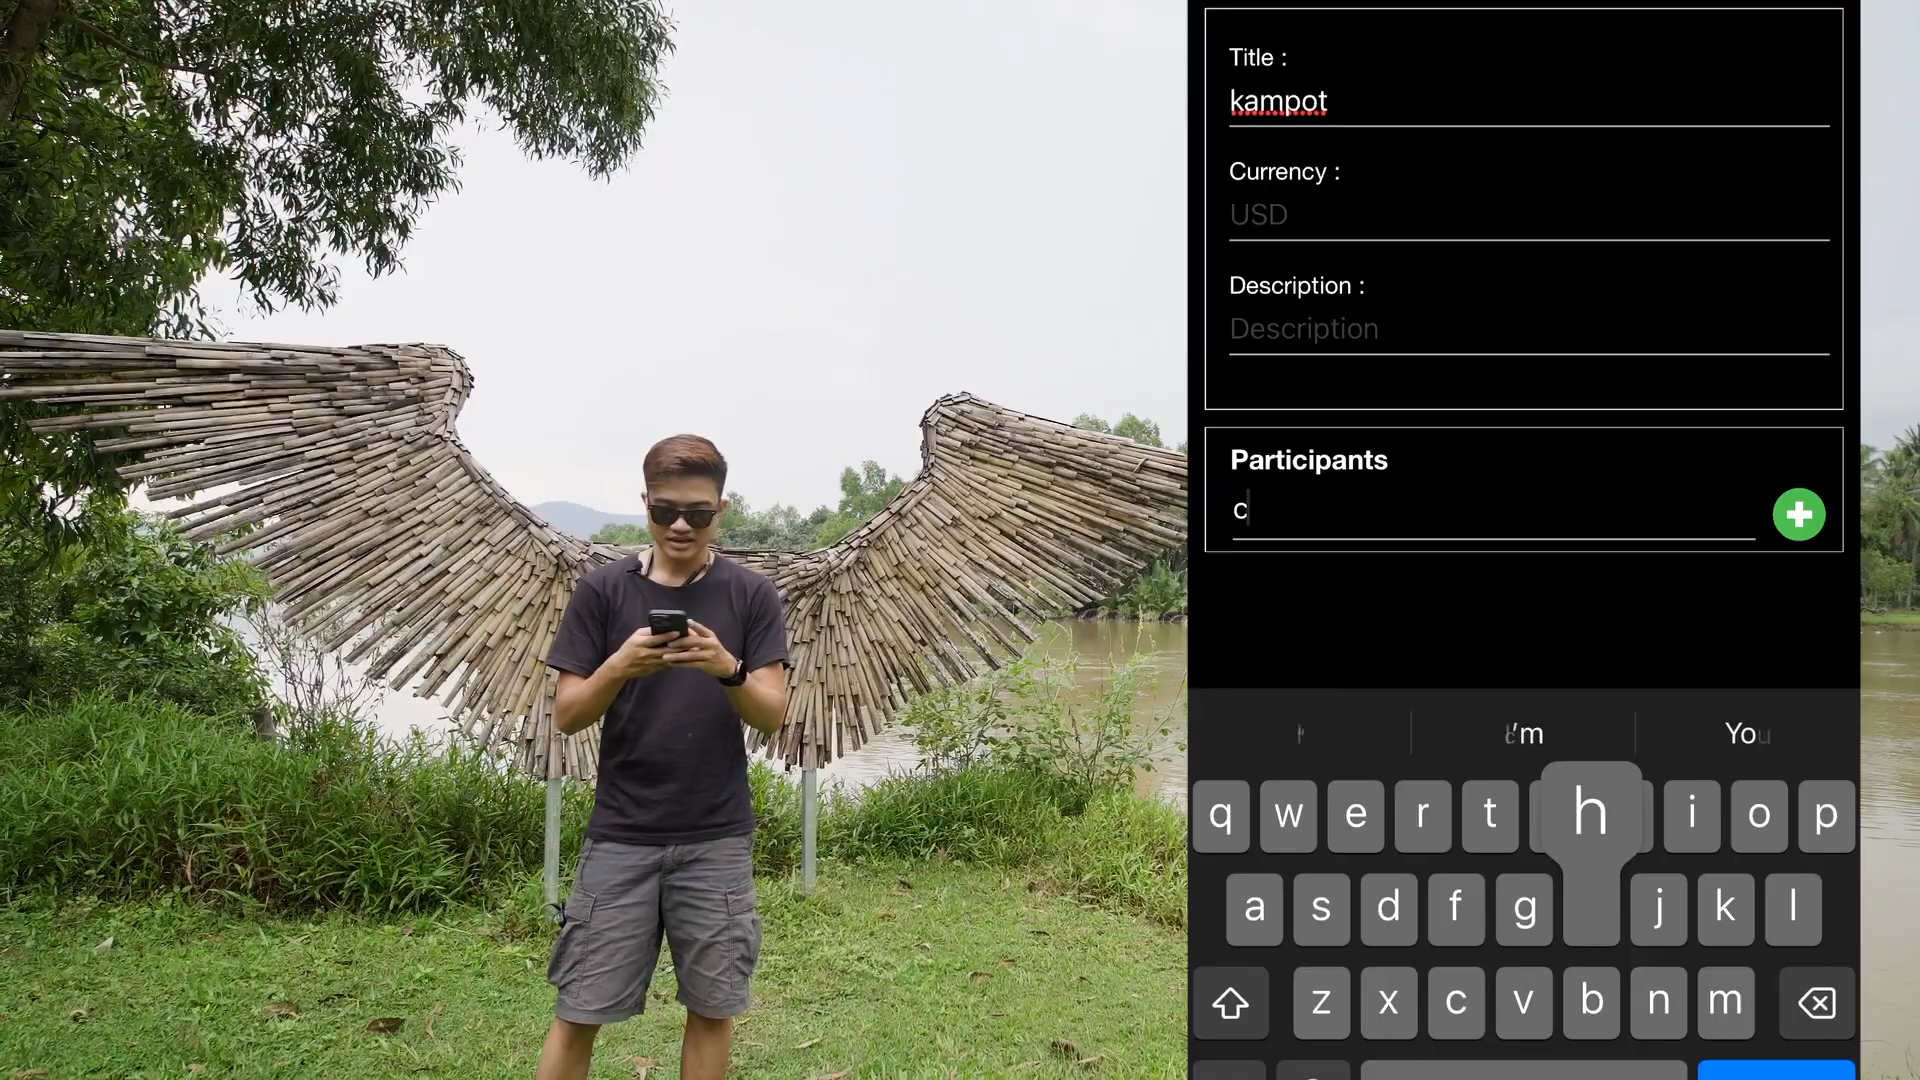 Title :
kampot
Currency :
USD
Description :
Description
Participants
c
I'm
You
q w e r t h i o p
a s d f g j k l
z x c v b n m